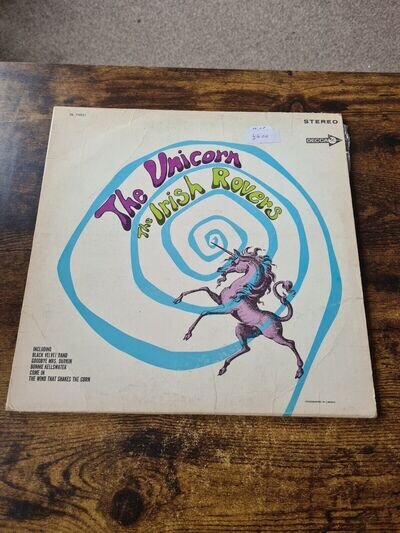 STEREO
DECCA
The Unicorn
The Irish Rovers
INCLUDING
BLACK VELVET BAND
GOODBYE MRS. DURKIN
BONNIE KELLSWATER
COME IN
THE WIND THAT SHAKES THE CORN